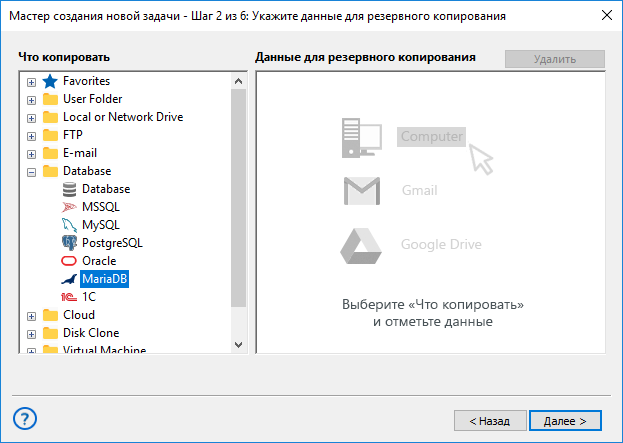 Мастер создания новой задачи - Шаг 2 из 6: Укажите данные для резервного копирования
Что копировать
Данные для резервного копирования
Удалить
Favorites
User Folder
Local or Network Drive
FTP
E-mail
Database
Database
MSSQL
MySQL
PostgreSQL
Oracle
MariaDB
1C
Cloud
Disk Clone
Virtual Machine
Computer
Gmail
Google Drive
Выберите «Что копировать»
и отметьте данные
?
< Назад
Далее >